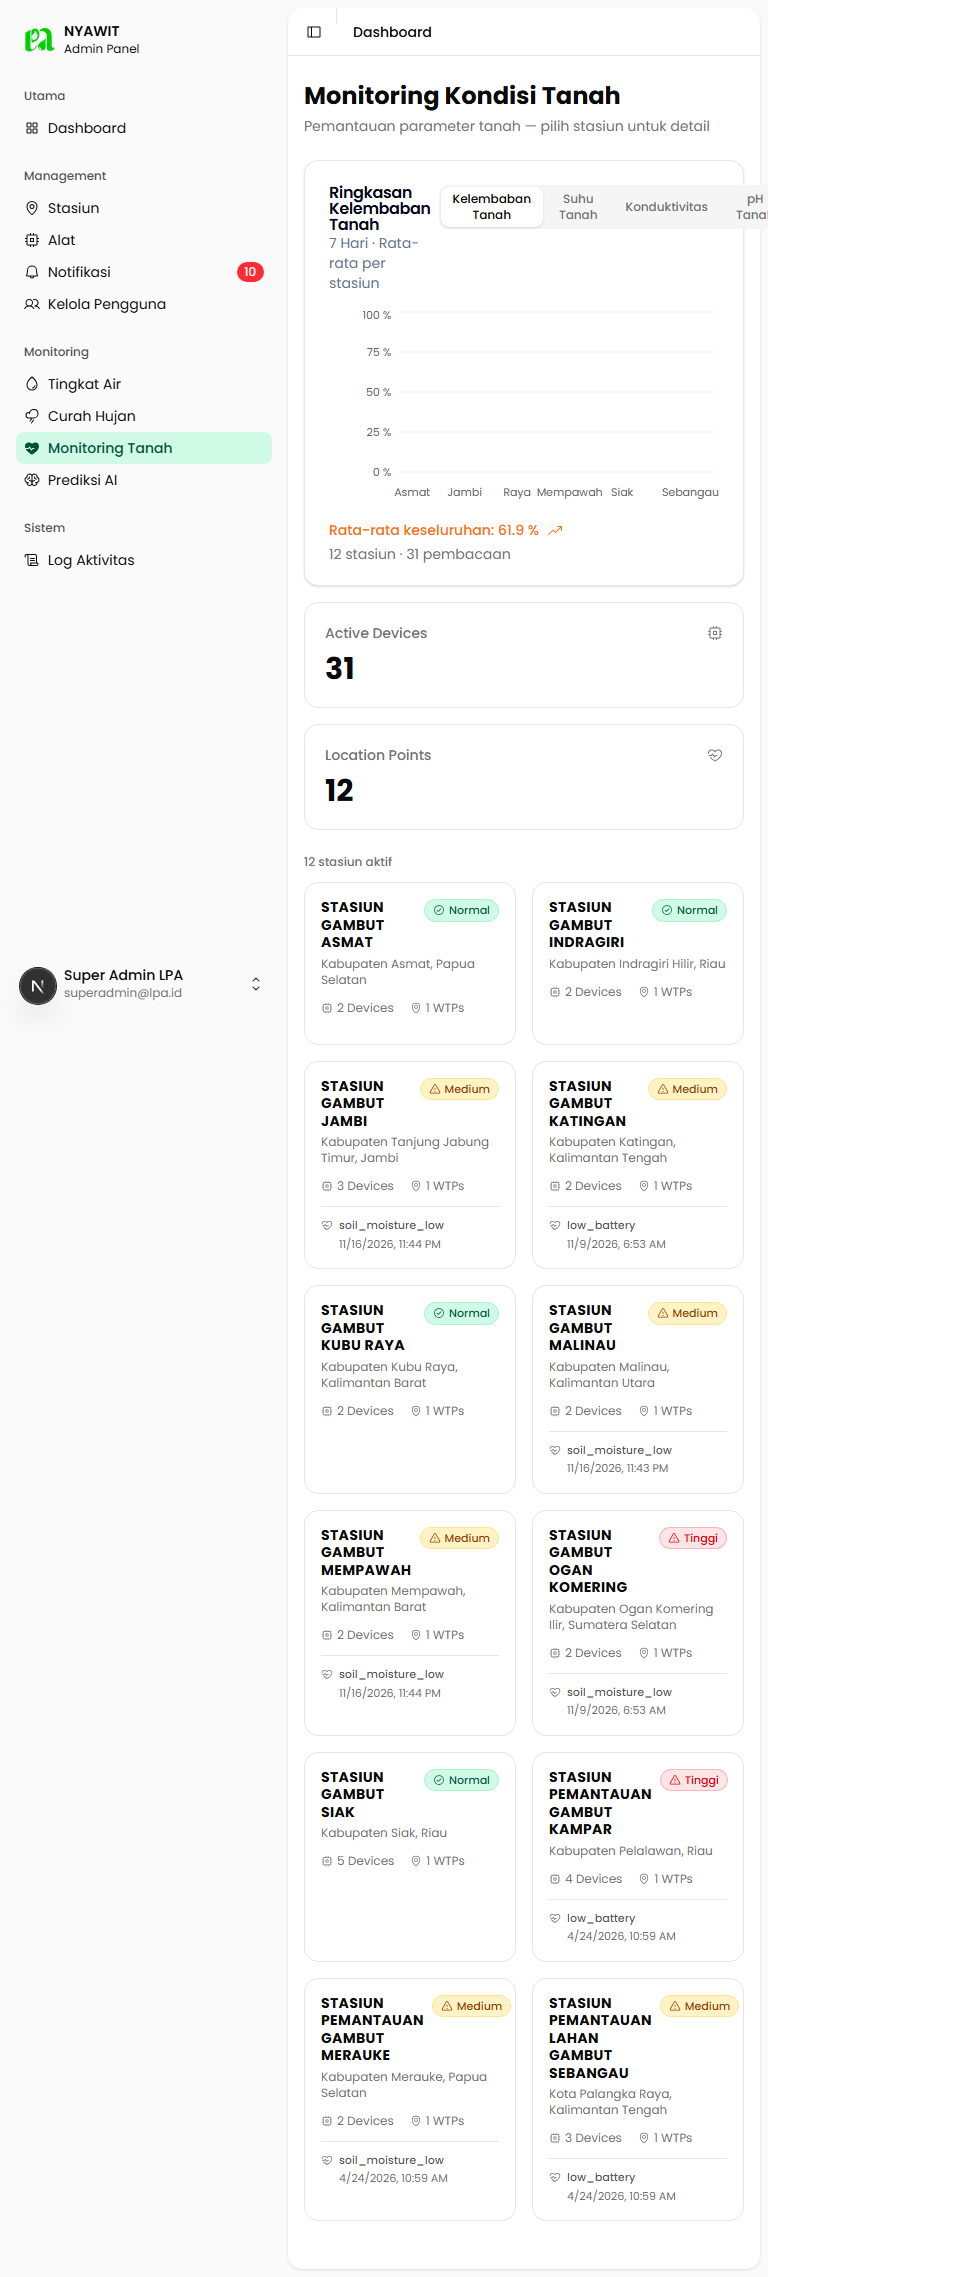 NYAWIT
Admin Panel
Utama
Dashboard
Management
Stasiun
Alat
Notifikasi
10
Kelola Pengguna
Monitoring
Tingkat Air
Curah Hujan
Monitoring Tanah
Prediksi AI
Sistem
Log Aktivitas
Super Admin LPA
superadmin@lpa.id
N
Dashboard
Monitoring Kondisi Tanah
Pemantauan parameter tanah — pilih stasiun untuk detail
Ringkasan
Kelembaban
Tanah
7 Hari · Rata-
rata per
stasiun
Kelembaban
Tanah
Suhu
Tanah
Konduktivitas
pH
100 %
75 %
50 %
25 %
0 %
Asmat Jambi Raya Mempawah Siak Sebangau
Rata-rata keseluruhan: 61.9 %
12 stasiun · 31 pembacaan
Active Devices
31
Location Points
12
12 stasiun aktif
STASIUN
GAMBUT
ASMAT
Normal
Kabupaten Asmat, Papua
Selatan
2 Devices 1 WTPs
STASIUN
GAMBUT
INDRAGIRI
Normal
Kabupaten Indragiri Hilir, Riau
2 Devices 1 WTPs
STASIUN
GAMBUT
JAMBI
Medium
Kabupaten Tanjung Jabung
Timur, Jambi
3 Devices 1 WTPs
soil_moisture_low
11/16/2026, 11:44 PM
STASIUN
GAMBUT
KATINGAN
Medium
Kabupaten Katingan,
Kalimantan Tengah
2 Devices 1 WTPs
low_battery
11/9/2026, 6:53 AM
STASIUN
GAMBUT
KUBU RAYA
Normal
Kabupaten Kubu Raya,
Kalimantan Barat
2 Devices 1 WTPs
STASIUN
GAMBUT
MALINAU
Medium
Kabupaten Malinau,
Kalimantan Utara
2 Devices 1 WTPs
soil_moisture_low
11/16/2026, 11:43 PM
STASIUN
GAMBUT
MEMPAWAH
Medium
Kabupaten Mempawah,
Kalimantan Barat
2 Devices 1 WTPs
soil_moisture_low
11/16/2026, 11:44 PM
STASIUN
GAMBUT
OGAN
KOMERING
Tinggi
Kabupaten Ogan Komering
Ilir, Sumatera Selatan
2 Devices 1 WTPs
soil_moisture_low
11/9/2026, 6:53 AM
STASIUN
GAMBUT
SIAK
Normal
Kabupaten Siak, Riau
5 Devices 1 WTPs
STASIUN
PEMANTAUAN
GAMBUT
KAMPAR
Tinggi
Kabupaten Pelalawan, Riau
4 Devices 1 WTPs
low_battery
4/24/2026, 10:59 AM
STASIUN
PEMANTAUAN
GAMBUT
MERAUKE
Medium
Kabupaten Merauke, Papua
Selatan
2 Devices 1 WTPs
soil_moisture_low
4/24/2026, 10:59 AM
STASIUN
PEMANTAUAN
LAHAN
GAMBUT
SEBANGAU
Medium
Kota Palangka Raya,
Kalimantan Tengah
3 Devices 1 WTPs
low_battery
4/24/2026, 10:59 AM